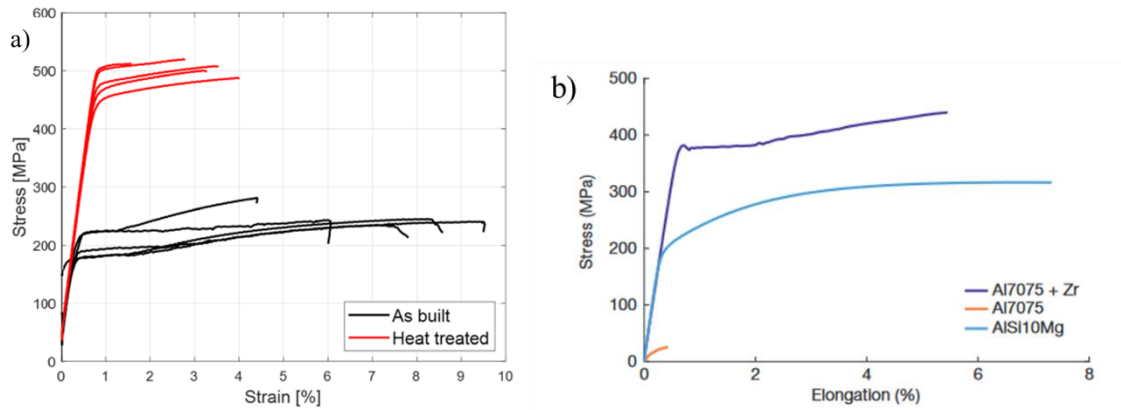 a)
600
500
400
300
200
100
0
Stress [MPa]
0 1 2 3 4 5 6 7 8 9 10
Strain [%]
As built
Heat treated
b)
500
400
300
200
100
0
Stress (MPa)
0 2 4 6 8
Elongation (%)
Al7075 + Zr
Al7075
AlSi10Mg